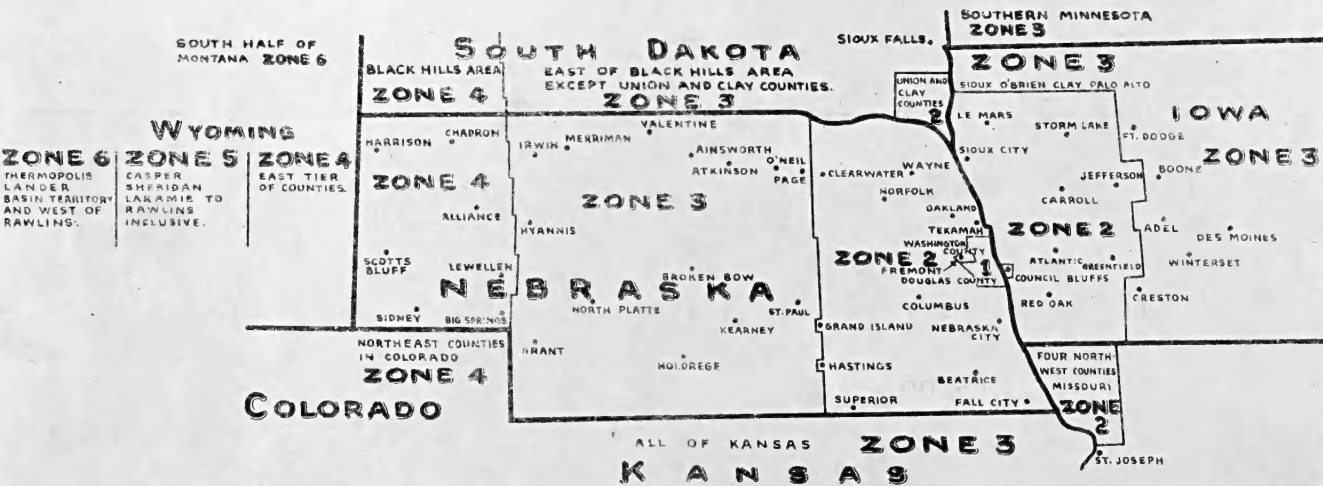 SOUTHERN MINNESOTA
ZONE 3
SOUTH HALF OF
MONTANA ZONE 6
SOUTH DAKOTA
SIOUX FALLS.
BLACK HILLS AREA
ZONE 4
EAST OF BLACK HILLS AREA
EXCEPT UNION AND CLAY COUNTIES.
ZONE 3
UNION AND
CLAY
COUNTIES
2
ZONE 3
SIOUX O'BRIEN CLAY PALO ALTO
IOWA
ZONE 3
WYOMING
ZONE 6
THERMOPOLIS
LANDER
BASIN TERRITORY
AND WEST OF
RAWLINS.
ZONE 5
CASPER
SHERIDAN
LARAMIE TO
RAWLINS
INCLUSIVE.
ZONE 4
EAST TIER
OF COUNTIES.
HARRISON
CHADRON
ZONE 4
ALLIANCE
SCOTTS
BLUFF
LEWELLEN
SIDNEY
BIG SPRINGS
IRWIN
MERRIMAN
VALENTINE
AINSWORTH
ATKINSON
O'NEIL
PAGE
ZONE 3
HYANNIS
NEBRASKA
BROKEN BOW
NORTH PLATTE
ST. PAUL
KEARNEY
GRANT
HOLDREGE
CLEARWATER
WAYNE
NORFOLK
OAKLAND
TEKAMAH
WASHINGTON
COUNTY
ZONE 2
FREMONT
1
DOUGLAS COUNTY
COLUMBUS
GRAND ISLAND
NEBRASKA
CITY
HASTINGS
BEATRICE
SUPERIOR
FALL CITY
LE MARS
STORM LAKE
FT. DODGE
SIOUX CITY
BOONE
JEFFERSON
CARROLL
ZONE 2
ADEL
DES MOINES
ATLANTIC
GREENFIELD
WINTERSET
COUNCIL BLUFFS
RED OAK
CRESTON
FOUR NORTH-
WEST COUNTIES
MISSOURI
ZONE
2
ST. JOSEPH
NORTHEAST COUNTIES
IN COLORADO
ZONE 4
COLORADO
ALL OF KANSAS ZONE 3
KANSAS